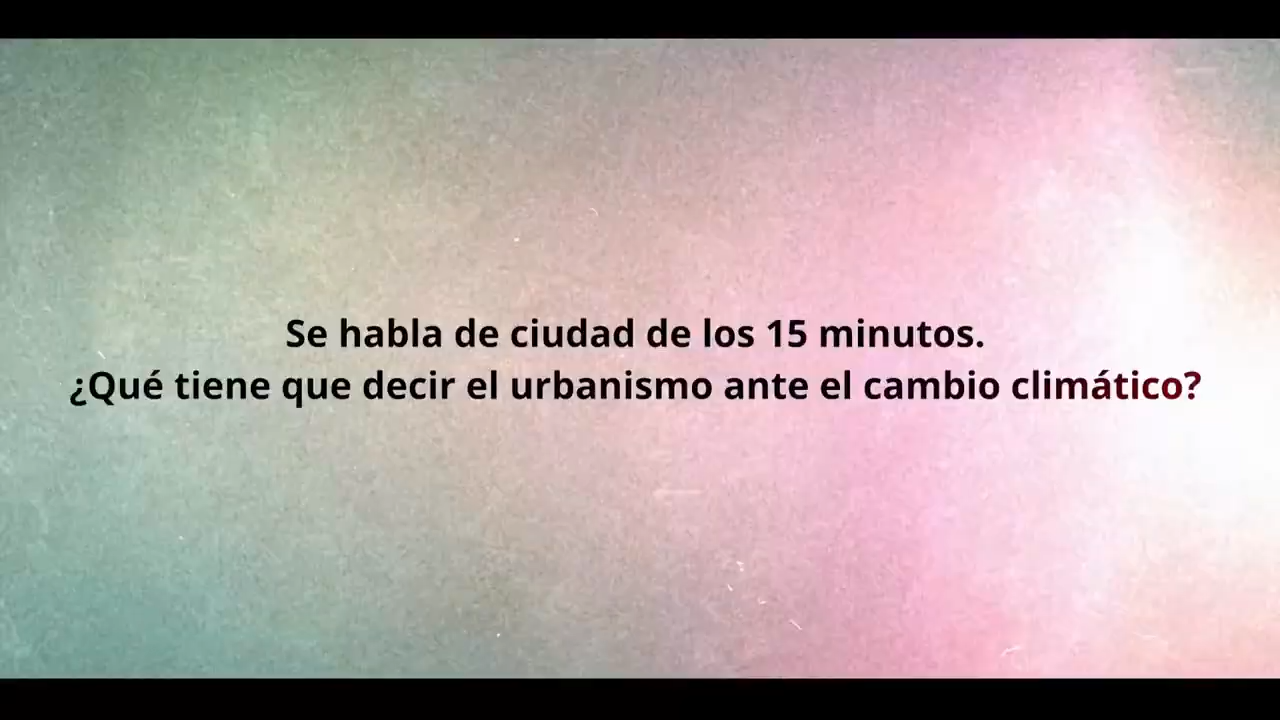 Se habla de ciudad de los 15 minutos.
¿Qué tiene que decir el urbanismo ante el cambio climático?